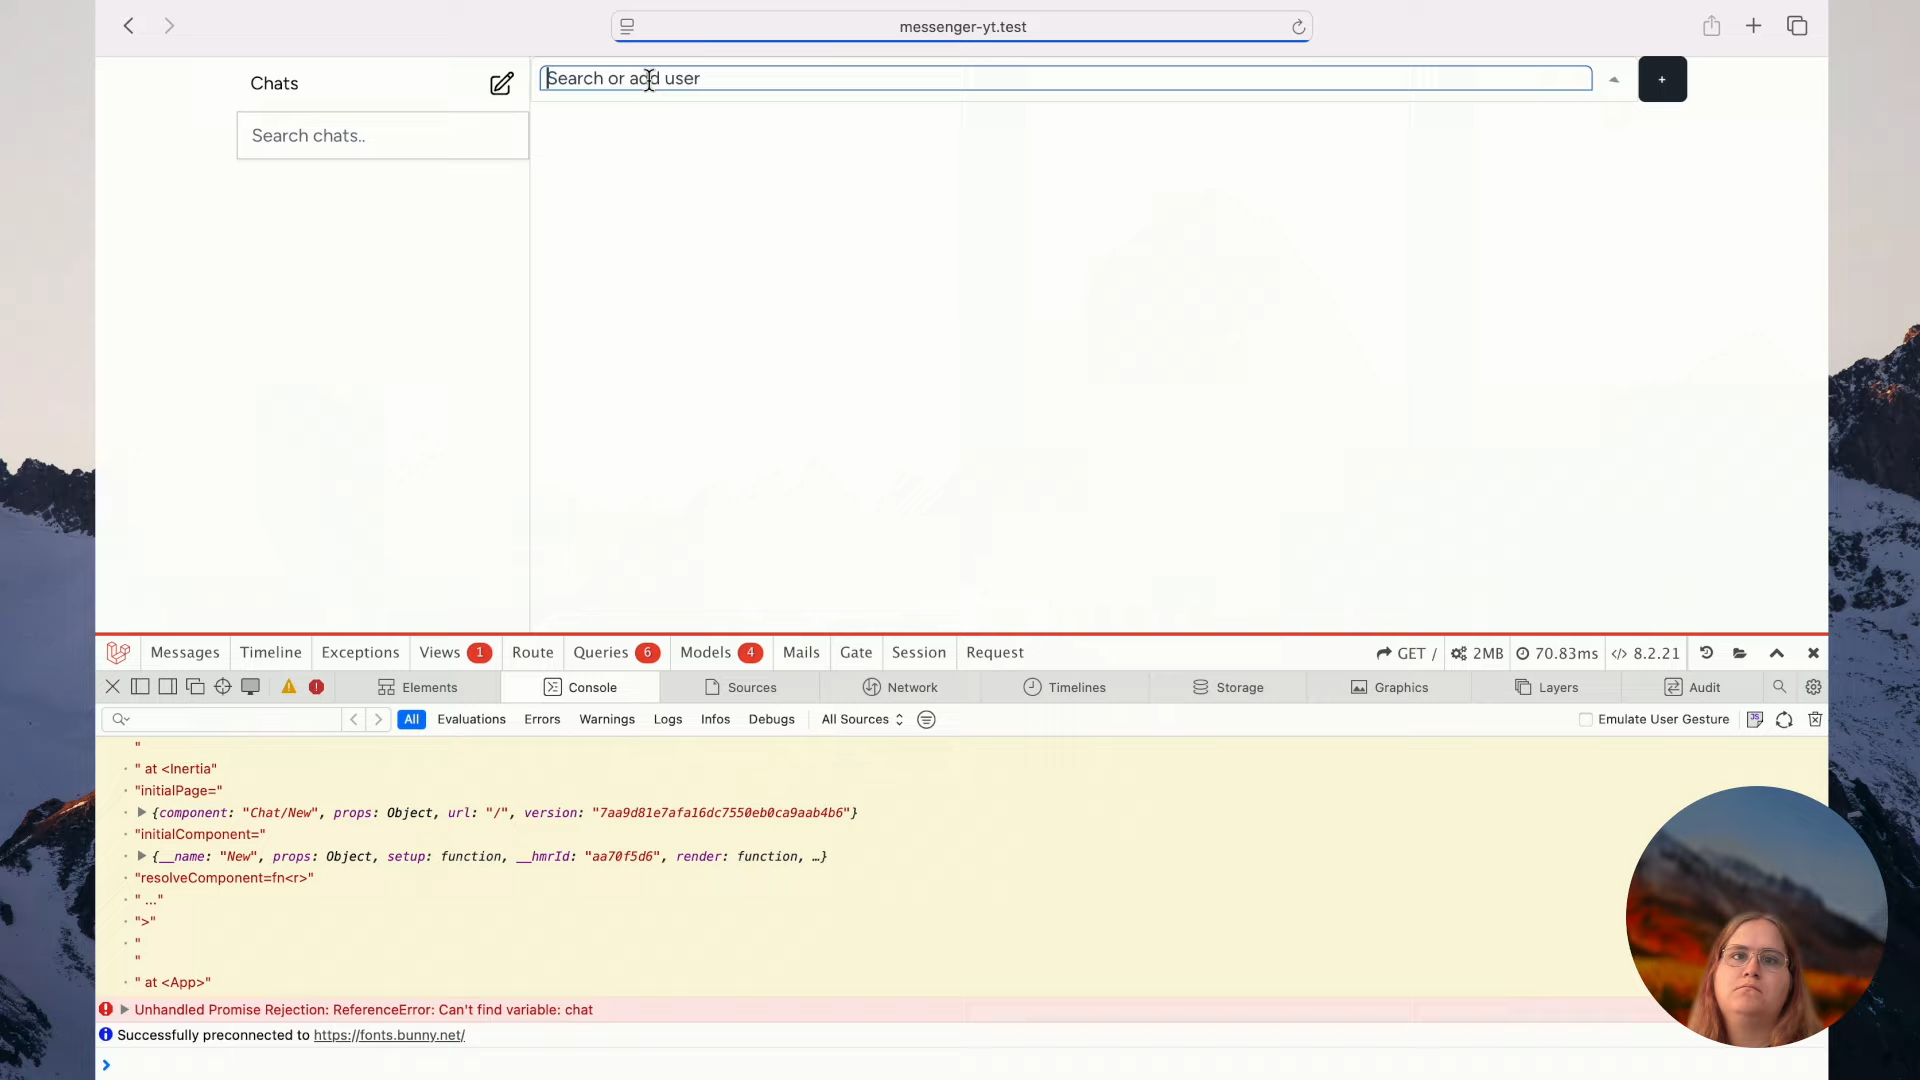 messenger-yt.test
Chats
Search or add user
+
Search chats..
Messages Timeline Exceptions Views 1 Route Queries 6 Models 4 Mails Gate Session Request GET / 2MB 70.83ms 8.2.21
Elements Console Sources Network Timelines Storage Graphics Layers Audit
All Evaluations Errors Warnings Logs Infos Debugs All Sources Emulate User Gesture
"
" at <Inertia"
"initialPage="
{component: "Chat/New", props: Object, url: "/", version: "7aa9d81e7afa16dc7550eb0ca9aab4b6"}
"initialComponent="
{__name: "New", props: Object, setup: function, __hmrId: "aa70f5d6", render: function, …}
"resolveComponent=fn<r>"
" …"
">"
"
"
" at <App>"
Unhandled Promise Rejection: ReferenceError: Can't find variable: chat
Successfully preconnected to https://fonts.bunny.net/